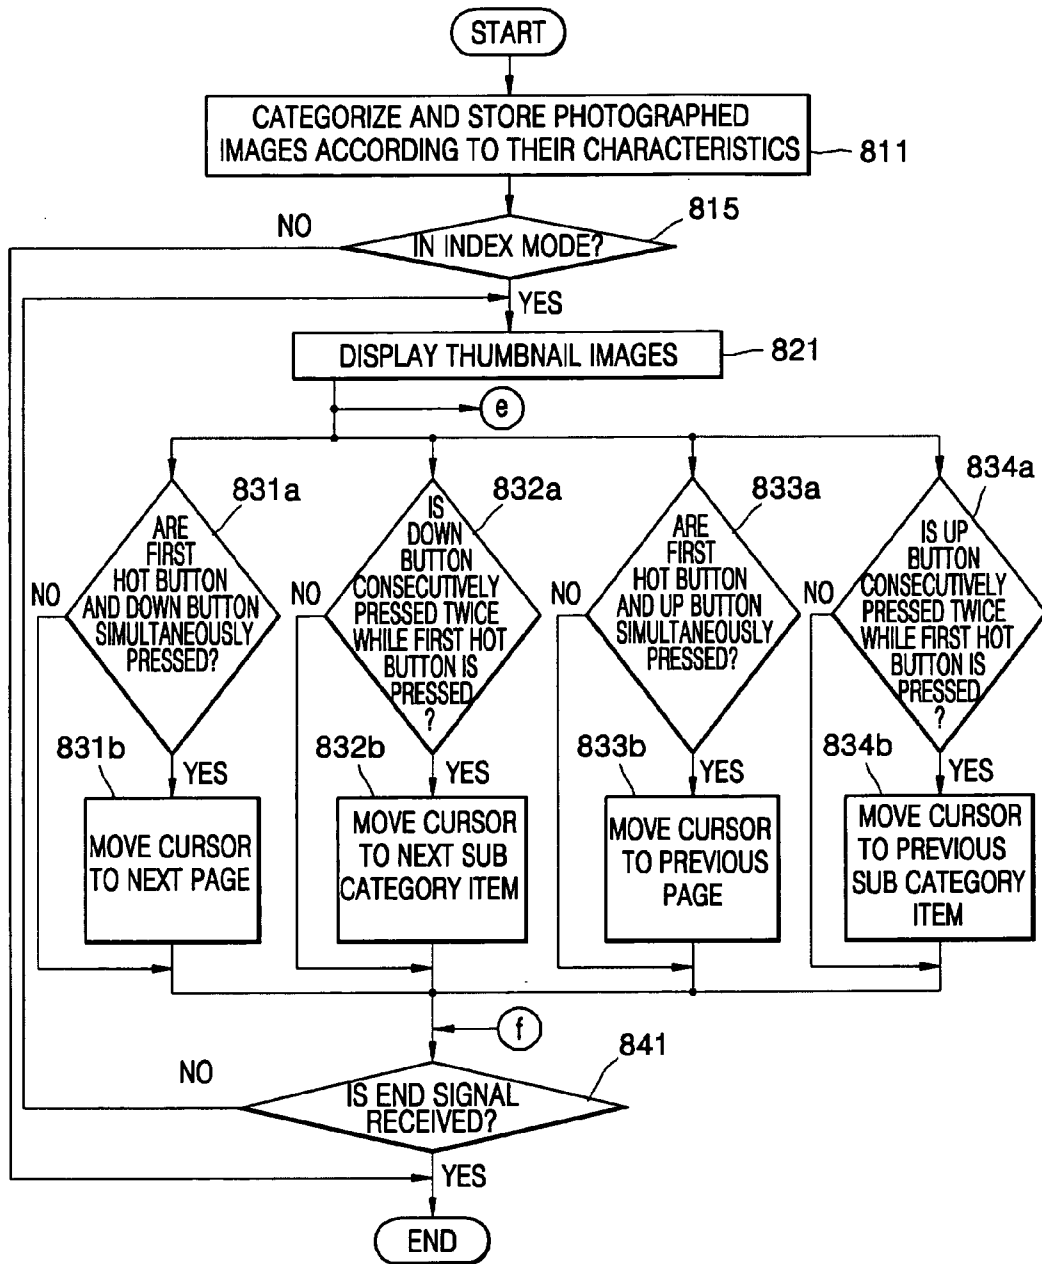 START
CATEGORIZE AND STORE PHOTOGRAPHED
IMAGES ACCORDING TO THEIR CHARACTERISTICS
811
815
NO
IN INDEX MODE?
YES
DISPLAY THUMBNAIL IMAGES
821
e
831a
ARE
FIRST
HOT BUTTON
AND DOWN BUTTON
SIMULTANEOUSLY
PRESSED?
NO
YES
831b
MOVE CURSOR
TO NEXT PAGE
832a
IS
DOWN
BUTTON
CONSECUTIVELY
PRESSED TWICE
WHILE FIRST HOT
BUTTON IS
PRESSED
?
NO
YES
832b
MOVE CURSOR
TO NEXT SUB
CATEGORY ITEM
833a
ARE
FIRST
HOT BUTTON
AND UP BUTTON
SIMULTANEOUSLY
PRESSED?
NO
YES
833b
MOVE CURSOR
TO PREVIOUS
PAGE
834a
IS UP
BUTTON
CONSECUTIVELY
PRESSED TWICE
WHILE FIRST HOT
BUTTON IS
PRESSED
?
NO
YES
834b
MOVE CURSOR
TO PREVIOUS
SUB CATEGORY
ITEM
f
841
NO
IS END SIGNAL
RECEIVED?
YES
END